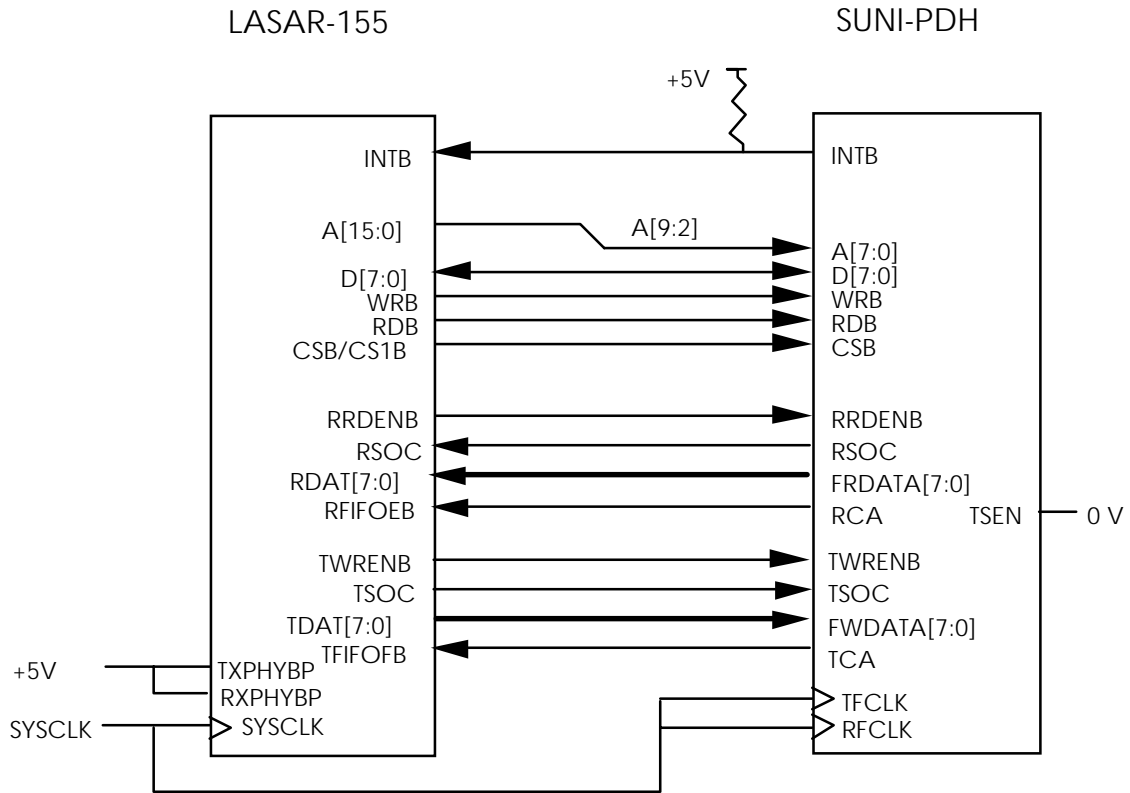 LASAR-155 SUNI-PDH
+5V
INTB INTB
A[15:0] A[9:2] A[7:0]
D[7:0] D[7:0]
WRB WRB
RDB RDB
CSB/CS1B CSB
RRDENB RRDENB
RSOC RSOC
RDAT[7:0] FRDATA[7:0]
RFIFOEB RCA TSEN 0 V
TWRENB TWRENB
TSOC TSOC
TDAT[7:0] FWDATA[7:0]
TFIFOFB TCA
+5V TXPHYBP
RXPHYBP TFCLK
SYSCLK SYSCLK RFCLK